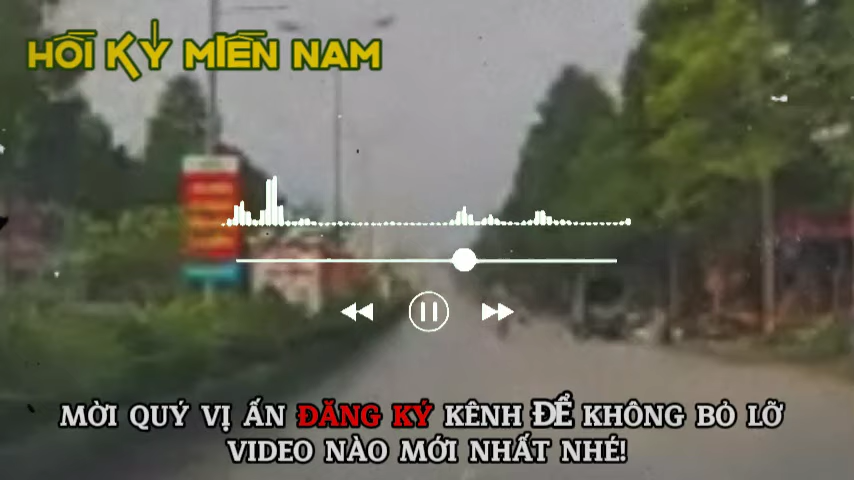 HỒI KÝ MIỀN NAM
MỜI QUÝ VỊ ẤN ĐĂNG KÝ KÊNH ĐỂ KHÔNG BỎ LỠ
VIDEO NÀO MỚI NHẤT NHÉ!